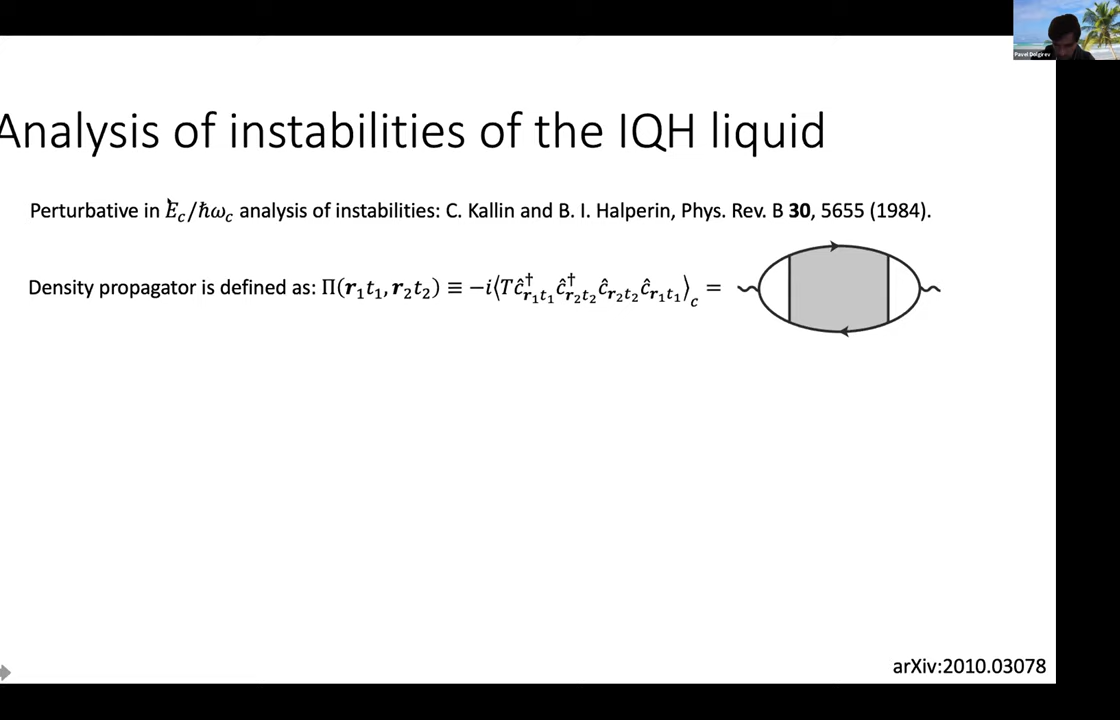 Pavel Dolgirev
Analysis of instabilities of the IQH liquid
Perturbative in E_c/ħω_c analysis of instabilities: C. Kallin and B. I. Halperin, Phys. Rev. B 30, 5655 (1984).
Density propagator is defined as: Π(r₁t₁, r₂t₂) ≡ −i⟨Tĉ†_{r₁t₁} ĉ†_{r₂t₂} ĉ_{r₂t₂} ĉ_{r₁t₁}⟩_c =
arXiv:2010.03078